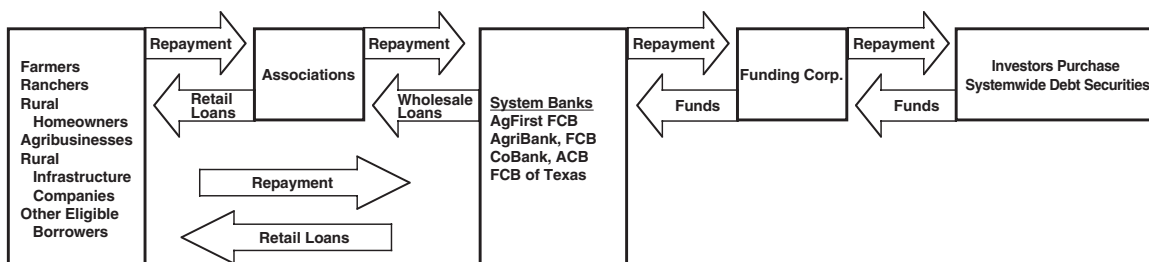 Repayment
Repayment
Repayment
Repayment
Farmers
Ranchers
Rural
Homeowners
Agribusinesses
Rural
Infrastructure
Companies
Other Eligible
Borrowers
Associations
Retail
Loans
Wholesale
Loans
System Banks
AgFirst FCB
AgriBank, FCB
CoBank, ACB
FCB of Texas
Funding Corp.
Funds
Funds
Investors Purchase
Systemwide Debt Securities
Repayment
Retail Loans